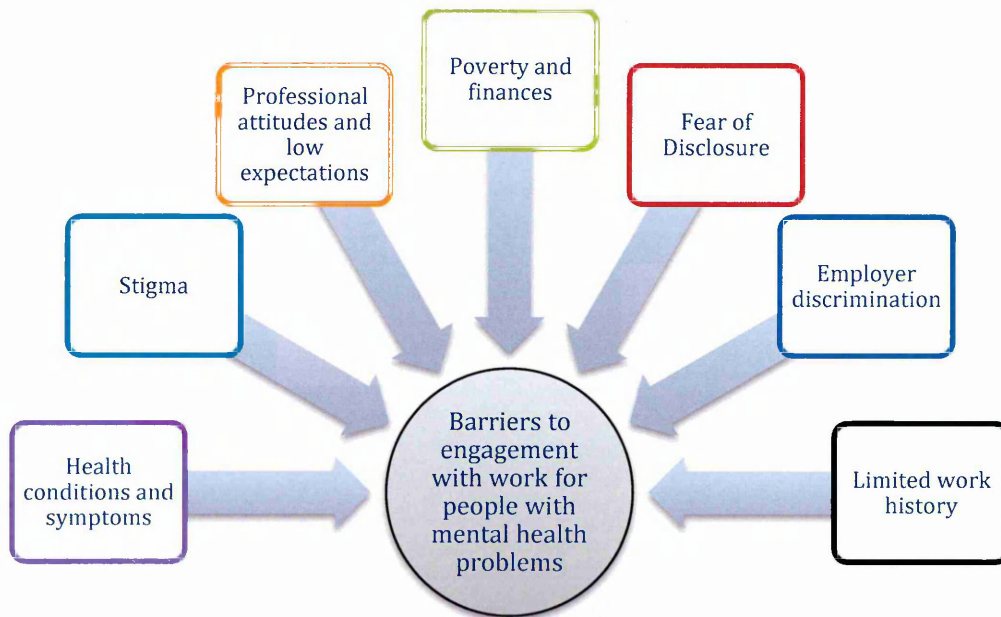 Poverty and
finances
Professional
attitudes and
low
expectations
Fear of
Disclosure
Stigma
Employer
discrimination
Health
conditions and
symptoms
Barriers to
engagement
with work for
people with
mental health
problems
Limited work
history